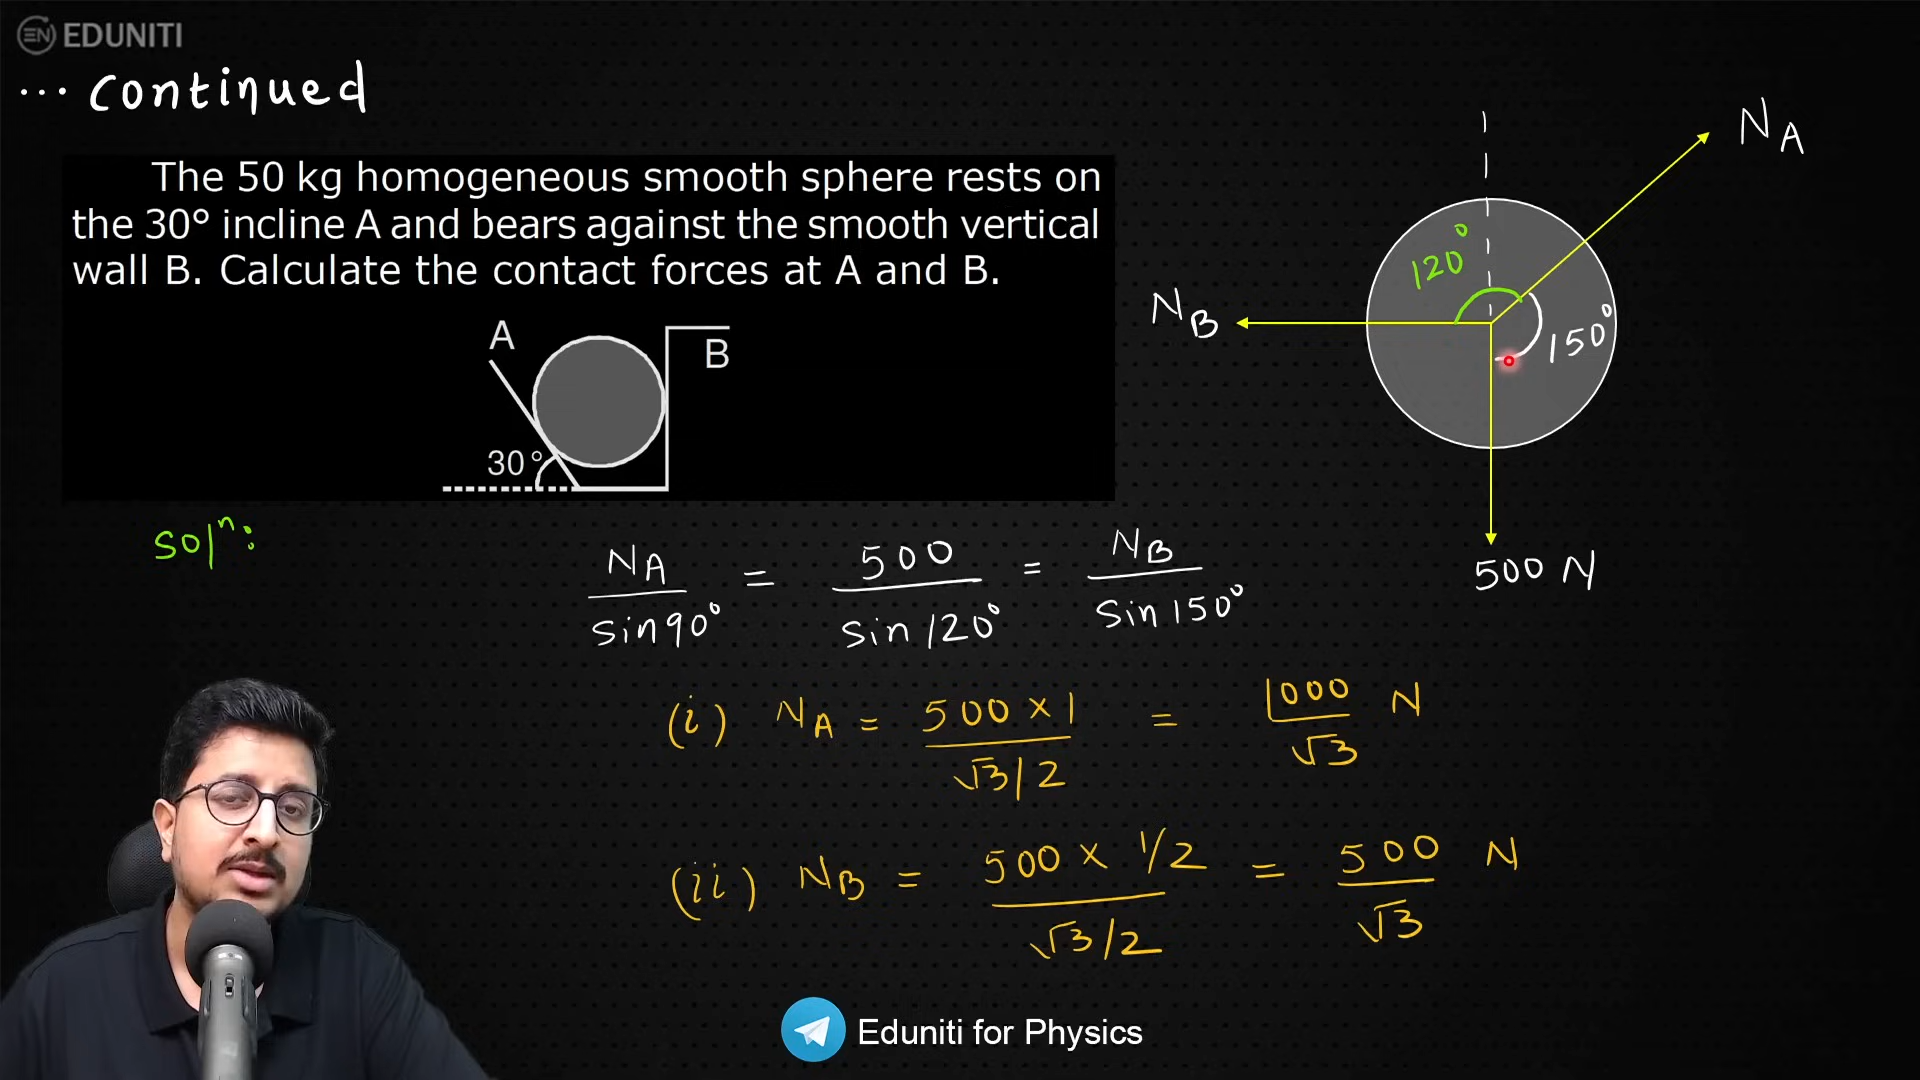 EN EDUNITI
... continued
The 50 kg homogeneous smooth sphere rests on
the 30° incline A and bears against the smooth vertical
wall B. Calculate the contact forces at A and B.
A
B
30°
N_A
120°
N_B
150°
500 N
Solⁿ:
N_A / sin90° = 500 / sin 120° = N_B / Sin 150°
(i) N_A = 500 × 1 / √3/2 = 1000 / √3 N
(ii) N_B = 500 × 1/2 / √3/2 = 500 / √3 N
Eduniti for Physics